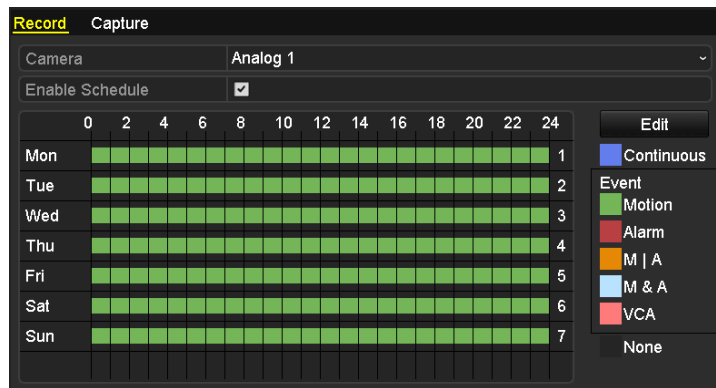 Record Capture
Camera Analog 1
Enable Schedule
0 2 4 6 8 10 12 14 16 18 20 22 24 Edit
Mon 1 Continuous
Tue 2 Event
Motion
Wed 3
Alarm
Thu 4
M | A
Fri 5
M & A
Sat 6
VCA
Sun 7
None